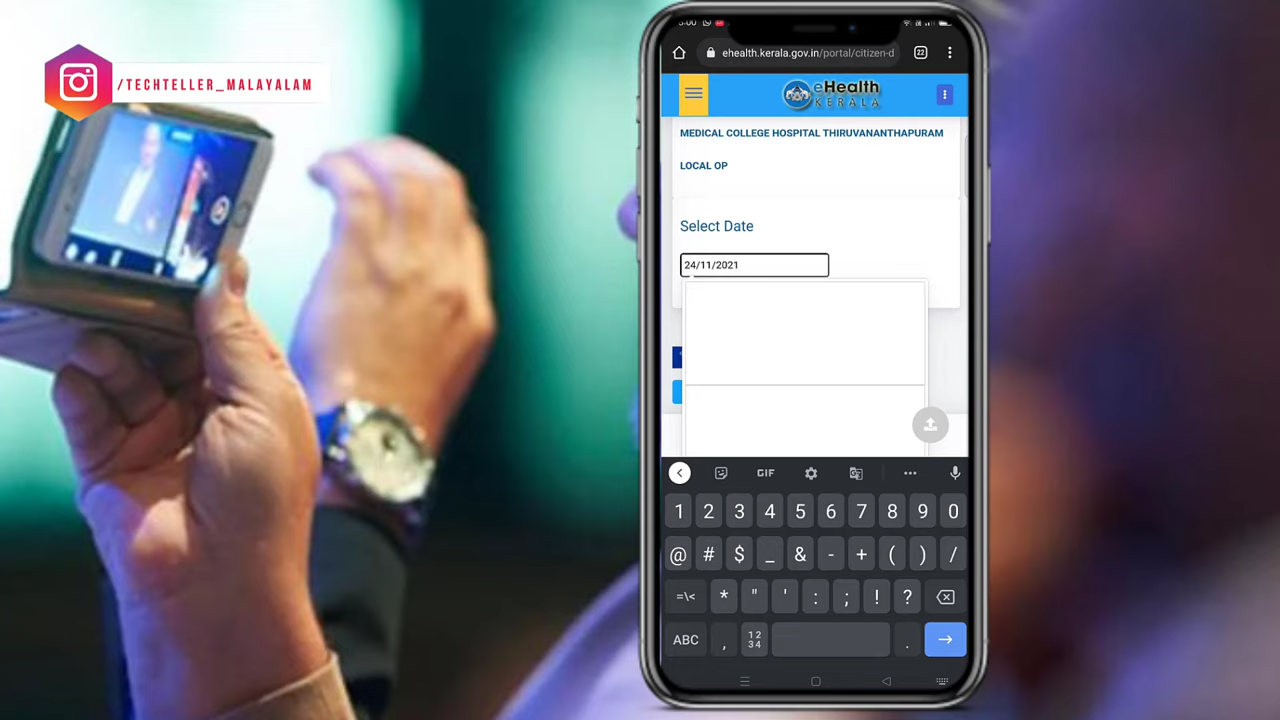 /TECHTELLER_MALAYALAM
ehealth.kerala.gov.in/portal/citizen-d
22
eHealth
KERALA
MEDICAL COLLEGE HOSPITAL THIRUVANANTHAPURAM
LOCAL OP
Select Date
24/11/2021
GIF
1 2 3 4 5 6 7 8 9 0
@ # $ _ & - + ( ) /
=\< * " ' : ; ! ?
ABC , 12 34 .